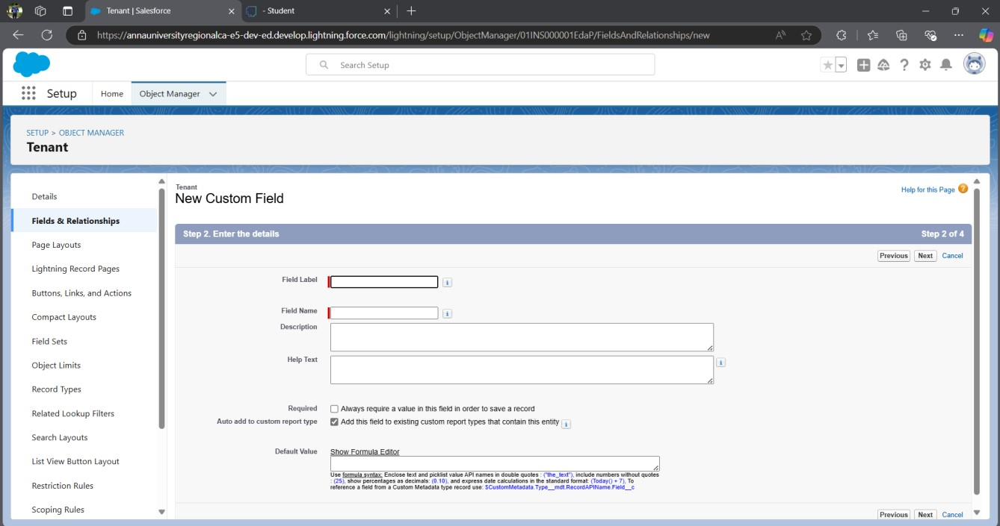 Tenant | Salesforce
- Student
https://annauniversityregionalca-e5-dev-ed.develop.lightning.force.com/lightning/setup/ObjectManager/01INS000001EdaP/FieldsAndRelationships/new
Search Setup
Setup
Home
Object Manager
SETUP > OBJECT MANAGER
Tenant
Details
Fields & Relationships
Page Layouts
Lightning Record Pages
Buttons, Links, and Actions
Compact Layouts
Field Sets
Object Limits
Record Types
Related Lookup Filters
Search Layouts
List View Button Layout
Restriction Rules
Scoping Rules
Tenant
New Custom Field
Help for this Page
Step 2. Enter the details
Step 2 of 4
Previous Next Cancel
Field Label
Field Name
Description
Help Text
Required Always require a value in this field in order to save a record
Auto add to custom report type Add this field to existing custom report types that contain this entity
Default Value Show Formula Editor
Use formula syntax: Enclose text and picklist value API names in double quotes : ("the_text"), include numbers without quotes
: (25), show percentages as decimals: (0.10), and express date calculations in the standard format: (Today() + 7), To
reference a field from a Custom Metadata type record use: $CustomMetadata.Type__mdt.RecordAPIName.Field__c
Previous Next Cancel